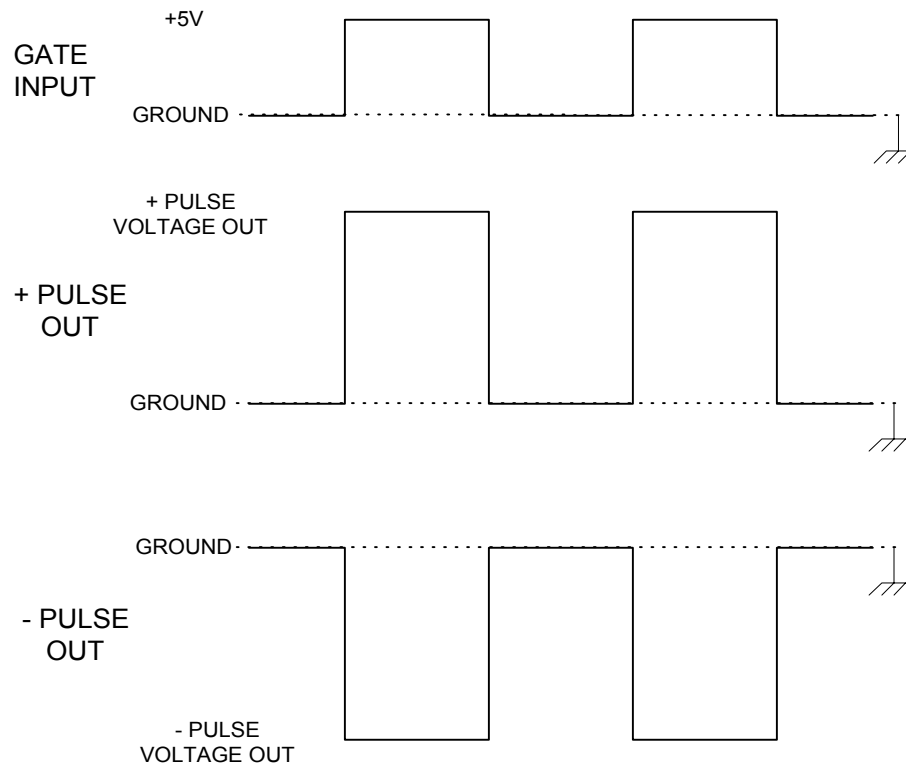 +5V
GATE
INPUT
GROUND
+ PULSE
VOLTAGE OUT
+ PULSE
OUT
GROUND
GROUND
- PULSE
OUT
- PULSE
VOLTAGE OUT